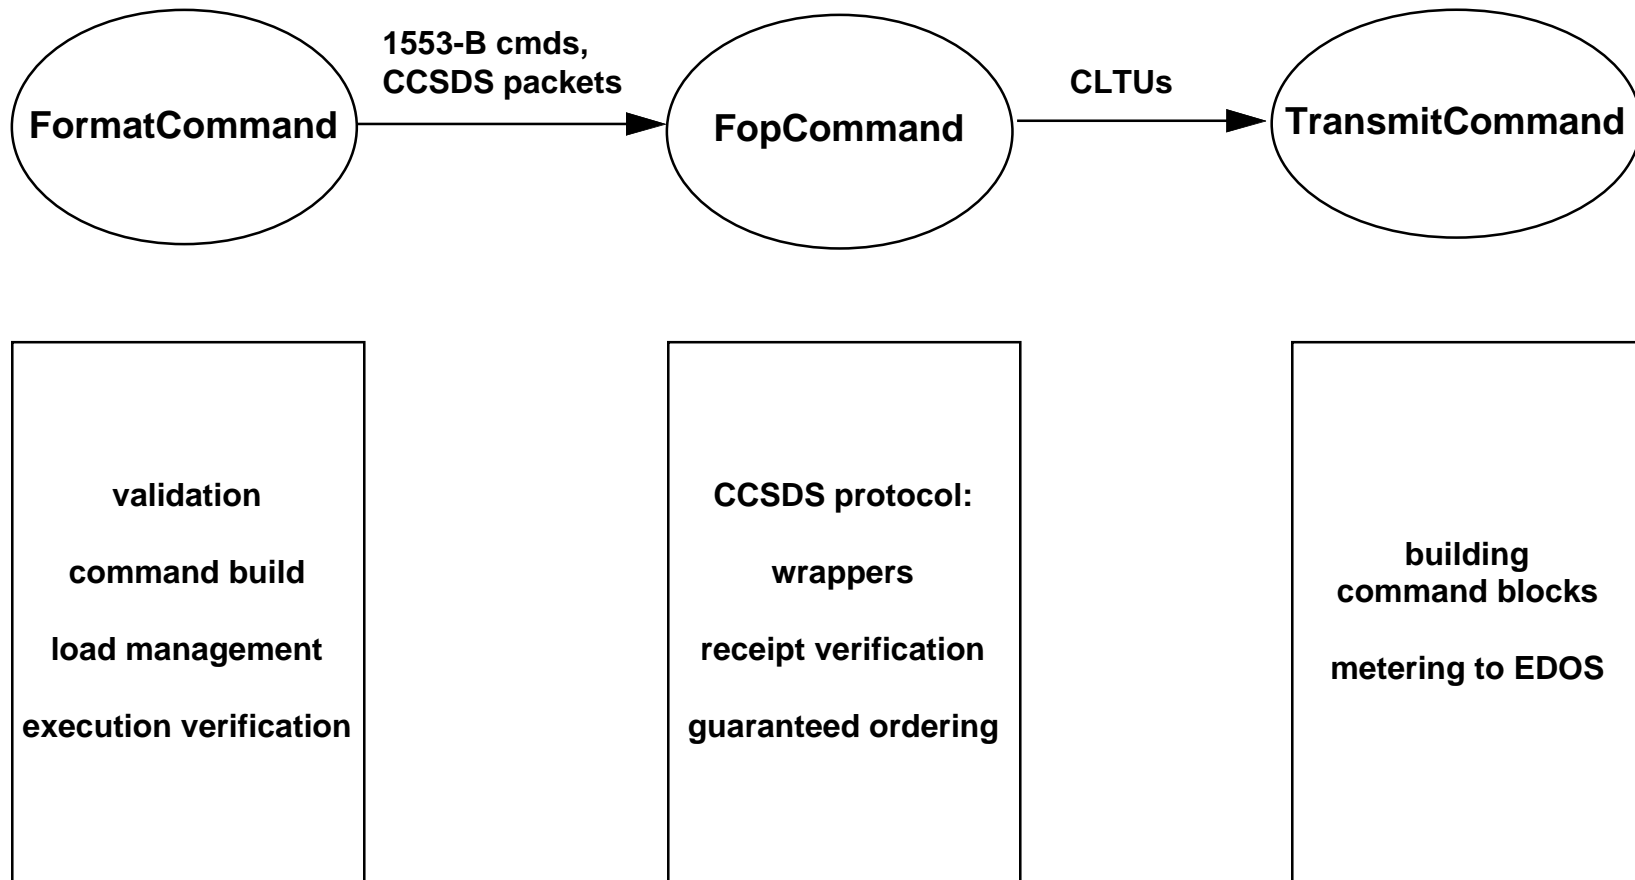 FormatCommand
1553-B cmds,
CCSDS packets
FopCommand
CLTUs
TransmitCommand
validation
command build
load management
execution verification
CCSDS protocol:
wrappers
receipt verification
guaranteed ordering
building
command blocks
metering to EDOS